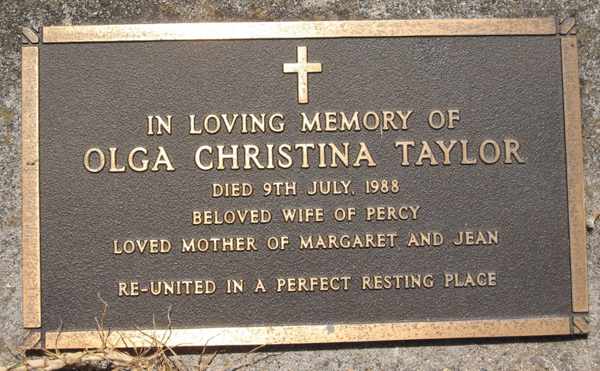 IN LOVING MEMORY OF
OLGA CHRISTINA TAYLOR
DIED 9TH JULY, 1988
BELOVED WIFE OF PERCY
LOVED MOTHER OF MARGARET AND JEAN
RE-UNITED IN A PERFECT RESTING PLACE